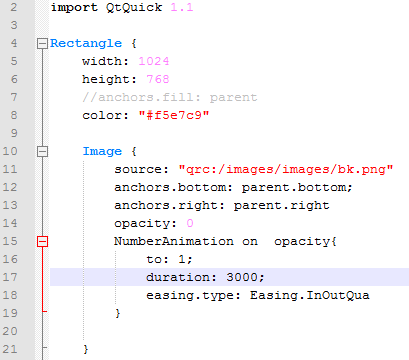 2 import QtQuick 1.1
3
4 Rectangle {
5 width: 1024
6 height: 768
7 //anchors.fill: parent
8 color: "#f5e7c9"
9
10 Image {
11 source: "qrc:/images/images/bk.png"
12 anchors.bottom: parent.bottom;
13 anchors.right: parent.right
14 opacity: 0
15 NumberAnimation on  opacity{
16 to: 1;
17 duration: 3000;
18 easing.type: Easing.InOutQua
19 }
20
21 }